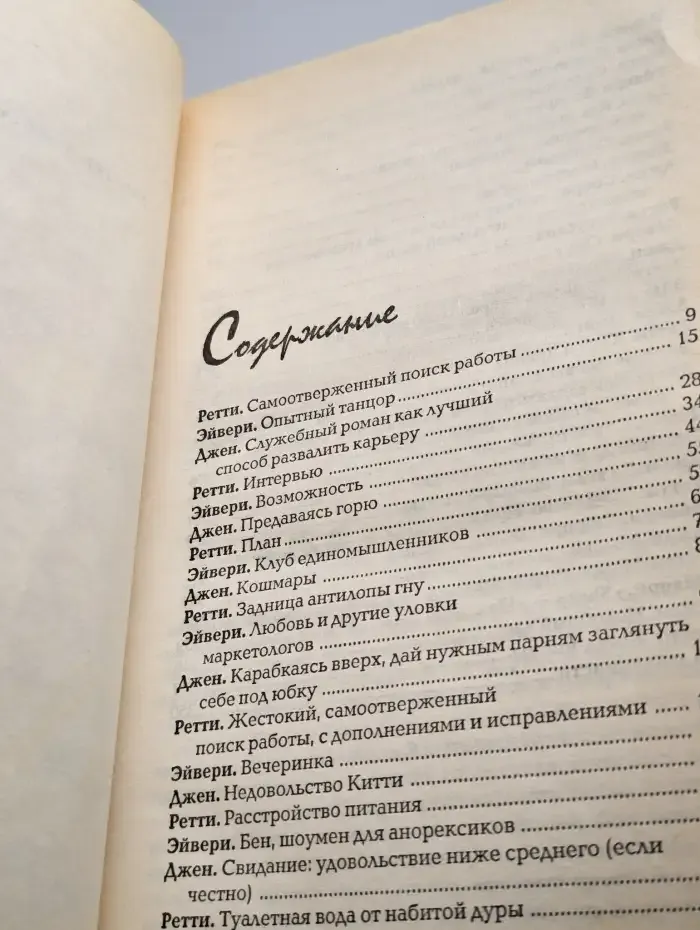 Содержание
Ретти. Самоотверженный поиск работы ........ 9
Эйвери. Опытный танцор ........ 15
Джен. Служебный роман как лучший
способ развалить карьеру ........ 28
Ретти. Интервью ........ 34
Эйвери. Возможность ........ 44
Джен. Предаваясь горю ........
Ретти. План ........
Эйвери. Клуб единомышленников ........
Джен. Кошмары ........
Ретти. Задница антилопы гну ........
Эйвери. Любовь и другие уловки
маркетологов ........
Джен. Карабкаясь вверх, дай нужным парням заглянуть
себе под юбку ........
Ретти. Жестокий, самоотверженный
поиск работы, с дополнениями и исправлениями ......
Эйвери. Вечеринка ........
Джен. Недовольство Китти ........
Ретти. Расстройство питания ........
Эйвери. Бен, шоумен для анорексиков ........
Джен. Свидание: удовольствие ниже среднего (если
честно) ........
Ретти. Туалетная вода от набитой дуры ........